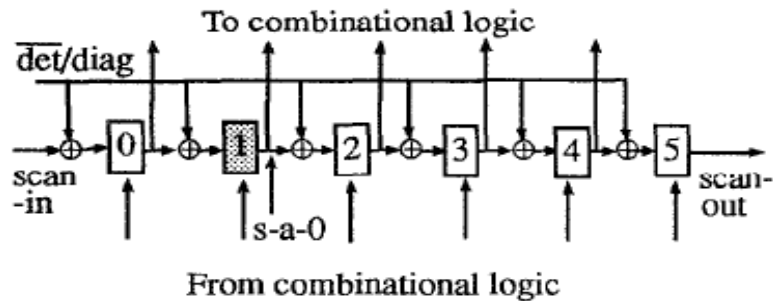 To combinational logic
det/diag
0 1 2 3 4 5
scan
-in
s-a-0
scan-
out
From combinational logic